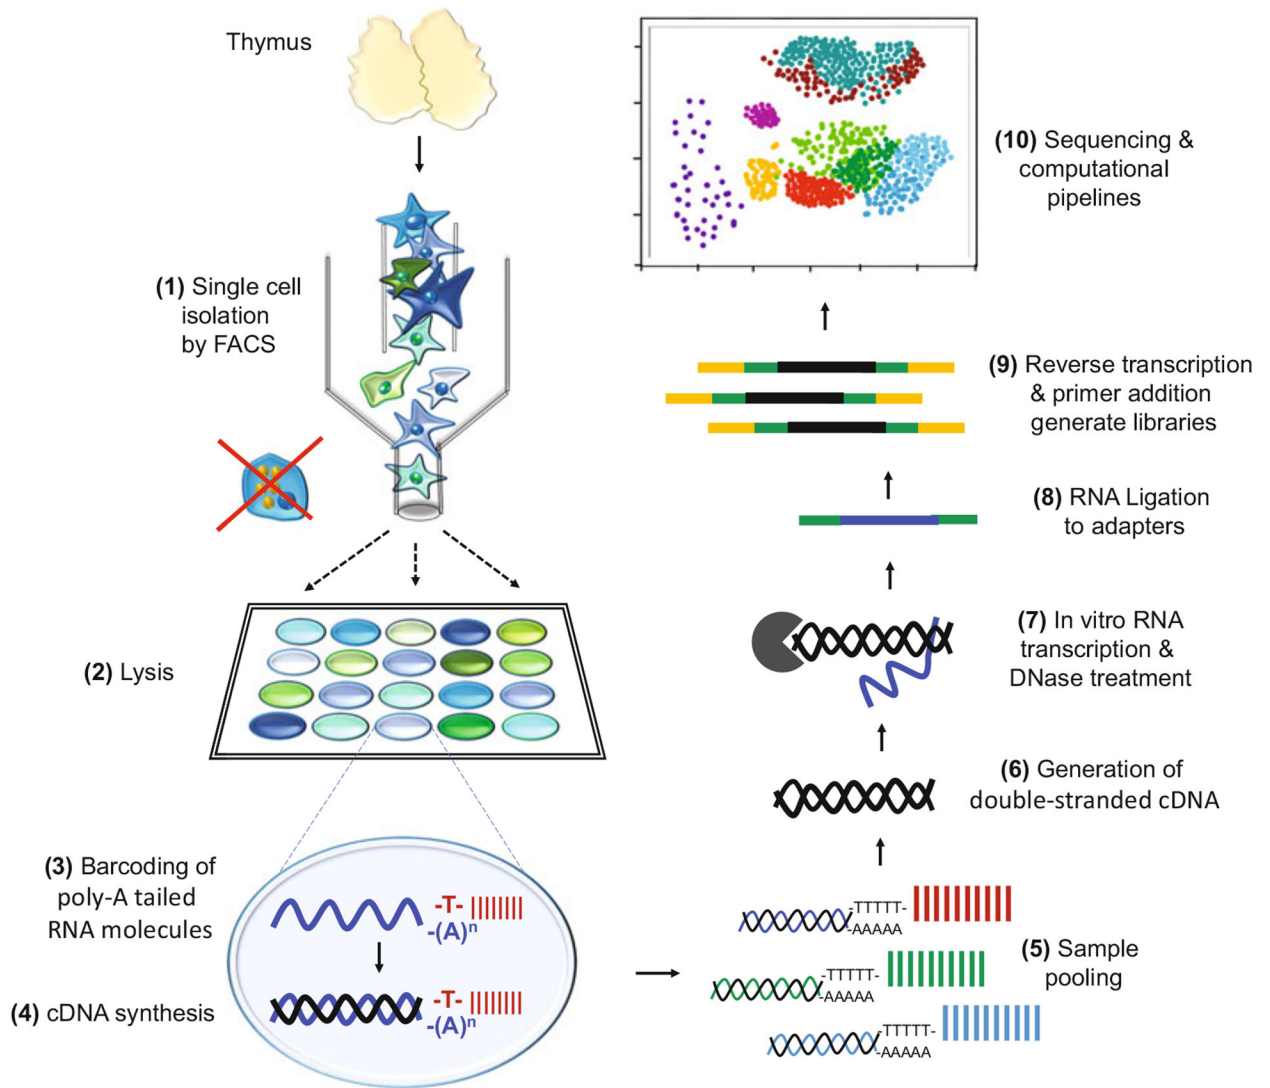 Thymus
(1) Single cell
isolation
by FACS
(2) Lysis
(3) Barcoding of
poly-A tailed
RNA molecules
-T-
-(A)n
(4) cDNA synthesis
-T-
-(A)n
(5) Sample
pooling
-TTTTT-
-AAAAA
-TTTTT-
-AAAAA
-TTTTT-
-AAAAA
(6) Generation of
double-stranded cDNA
(7) In vitro RNA
transcription &
DNase treatment
(8) RNA Ligation
to adapters
(9) Reverse transcription
& primer addition
generate libraries
(10) Sequencing &
computational
pipelines